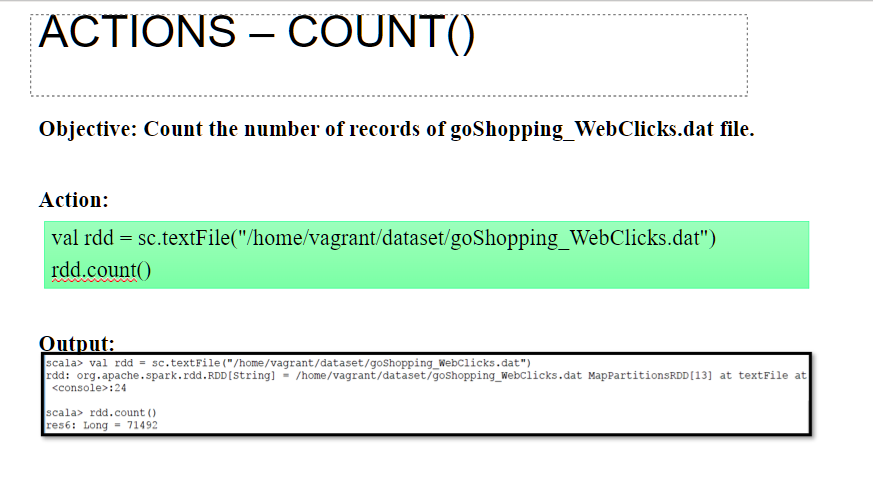 ACTIONS – COUNT()
Objective: Count the number of records of goShopping_WebClicks.dat file.
Action:
val rdd = sc.textFile("/home/vagrant/dataset/goShopping_WebClicks.dat")
rdd.count()
Output:
scala> val rdd = sc.textFile("/home/vagrant/dataset/goShopping_WebClicks.dat")
rdd: org.apache.spark.rdd.RDD[String] = /home/vagrant/dataset/goShopping_WebClicks.dat MapPartitionsRDD[13] at textFile at
<console>:24
scala> rdd.count()
res6: Long = 71492